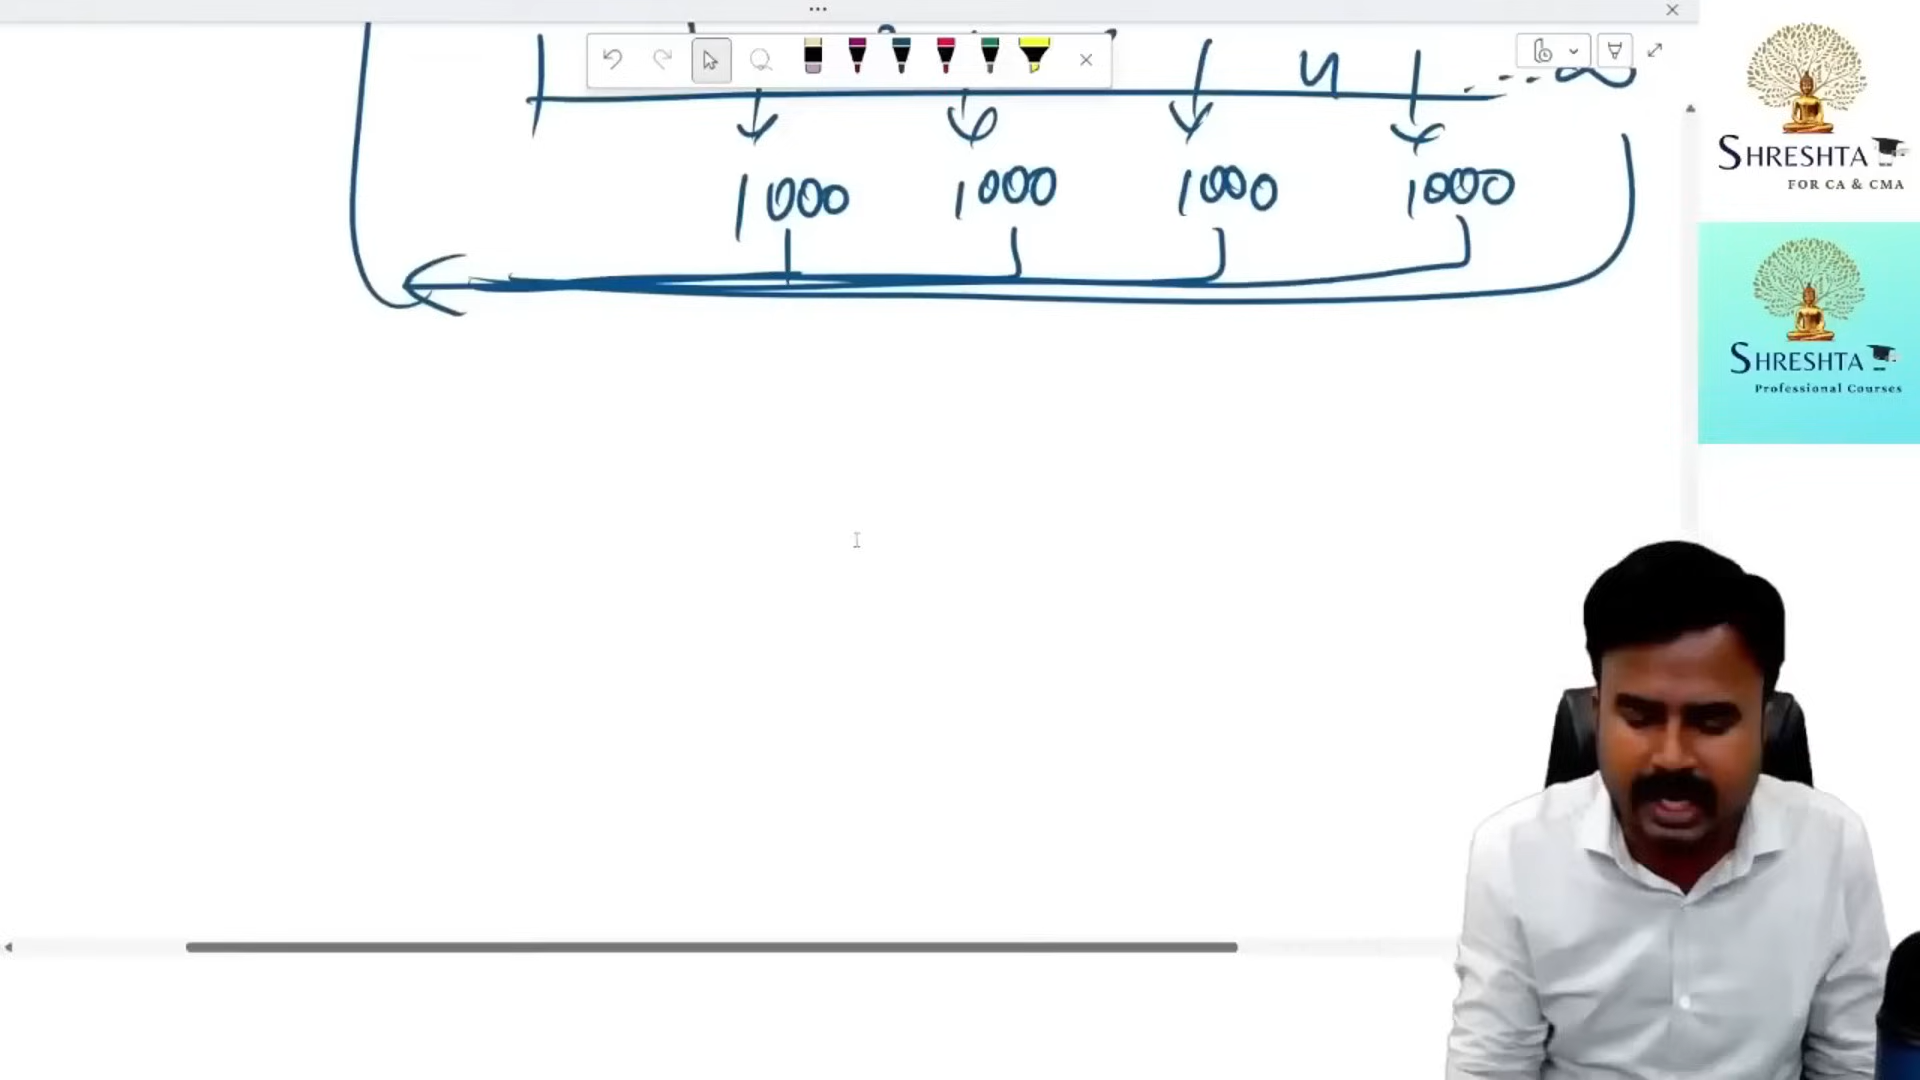 4 ... ∞
1000 1000 1000 1000
SHRESHTA
FOR CA & CMA
SHRESHTA
Professional Courses